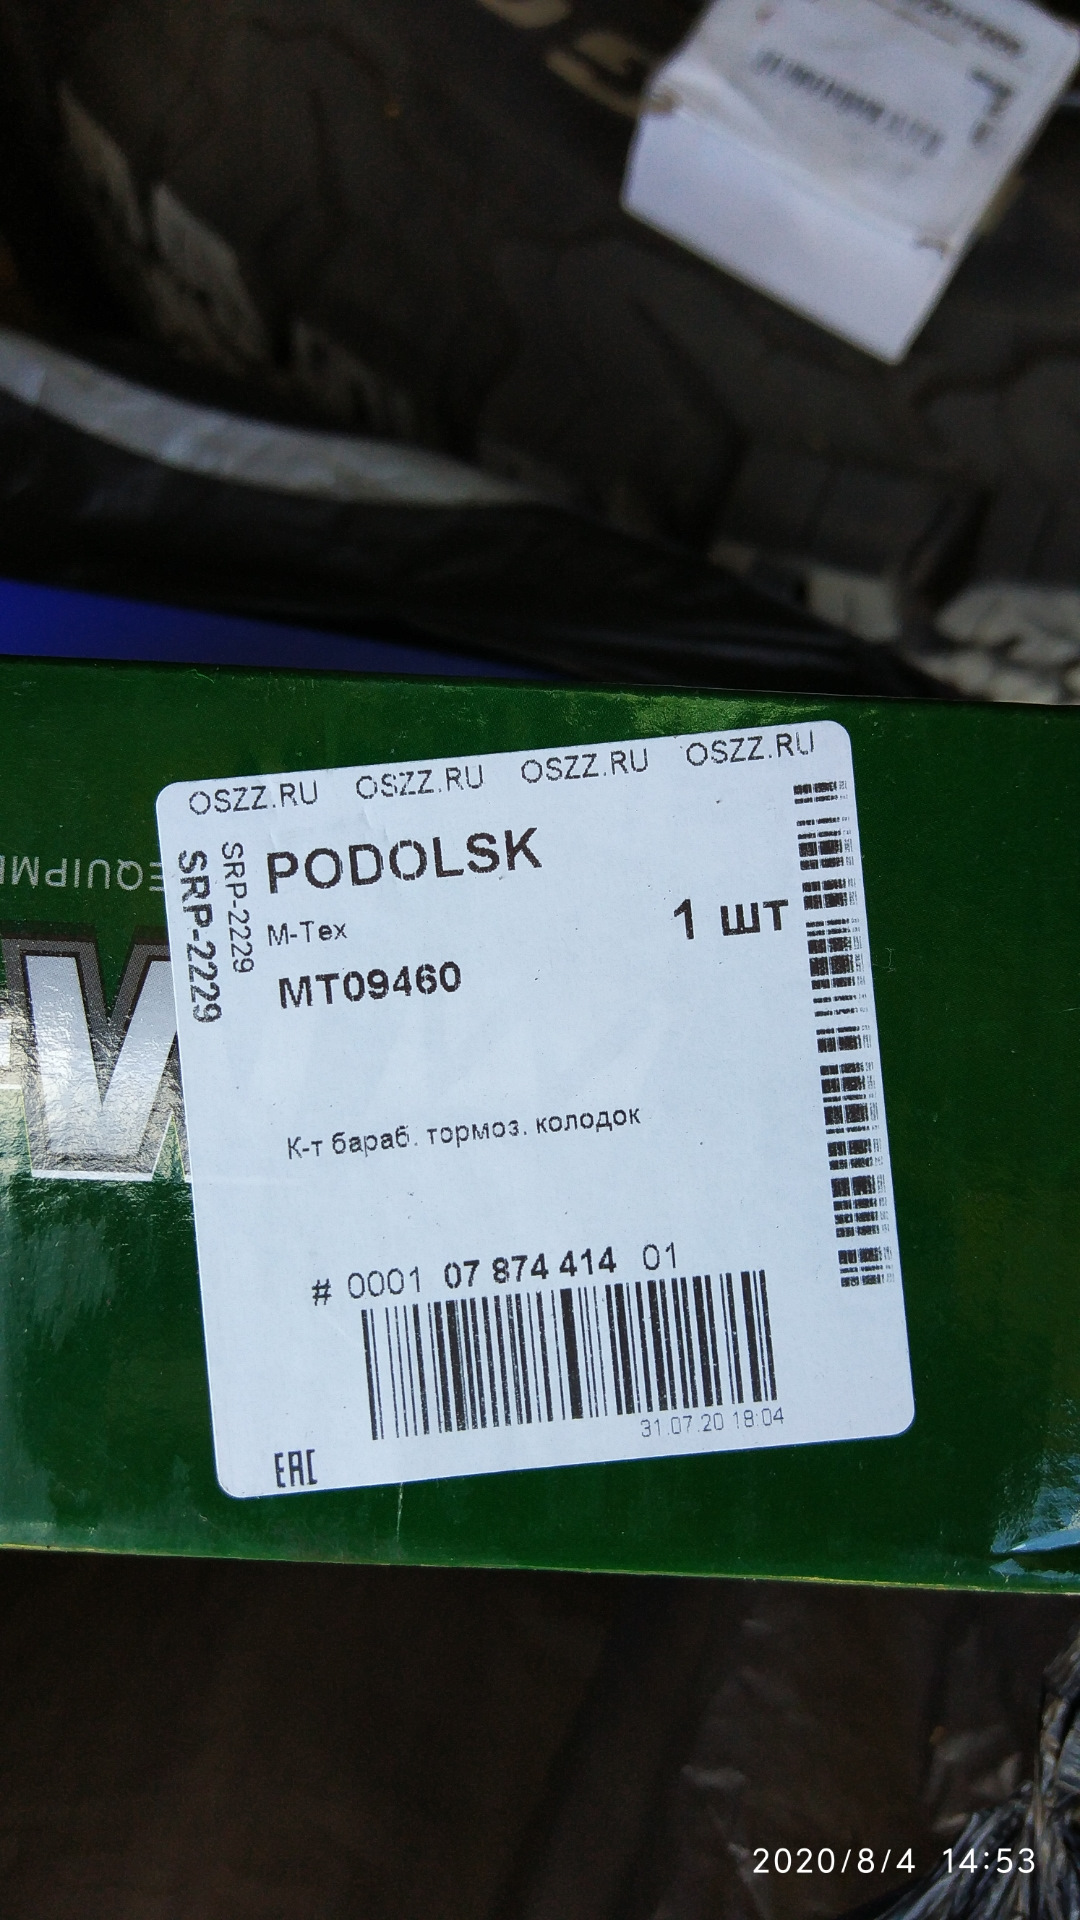 OSZZ.RU OSZZ.RU OSZZ.RU OSZZ.RU
SRP-2229
SRP-2229
PODOLSK
М-Тех
1 шт
MT09460
К-т бараб. тормоз. колодок
# 0001 07 874 414 01
31.07.20 18:04
EAC
2020/8/4 14:53